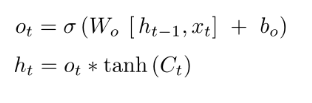 o_t = σ (W_o [h_{t−1}, x_t] + b_o)
h_t = o_t * tanh (C_t)